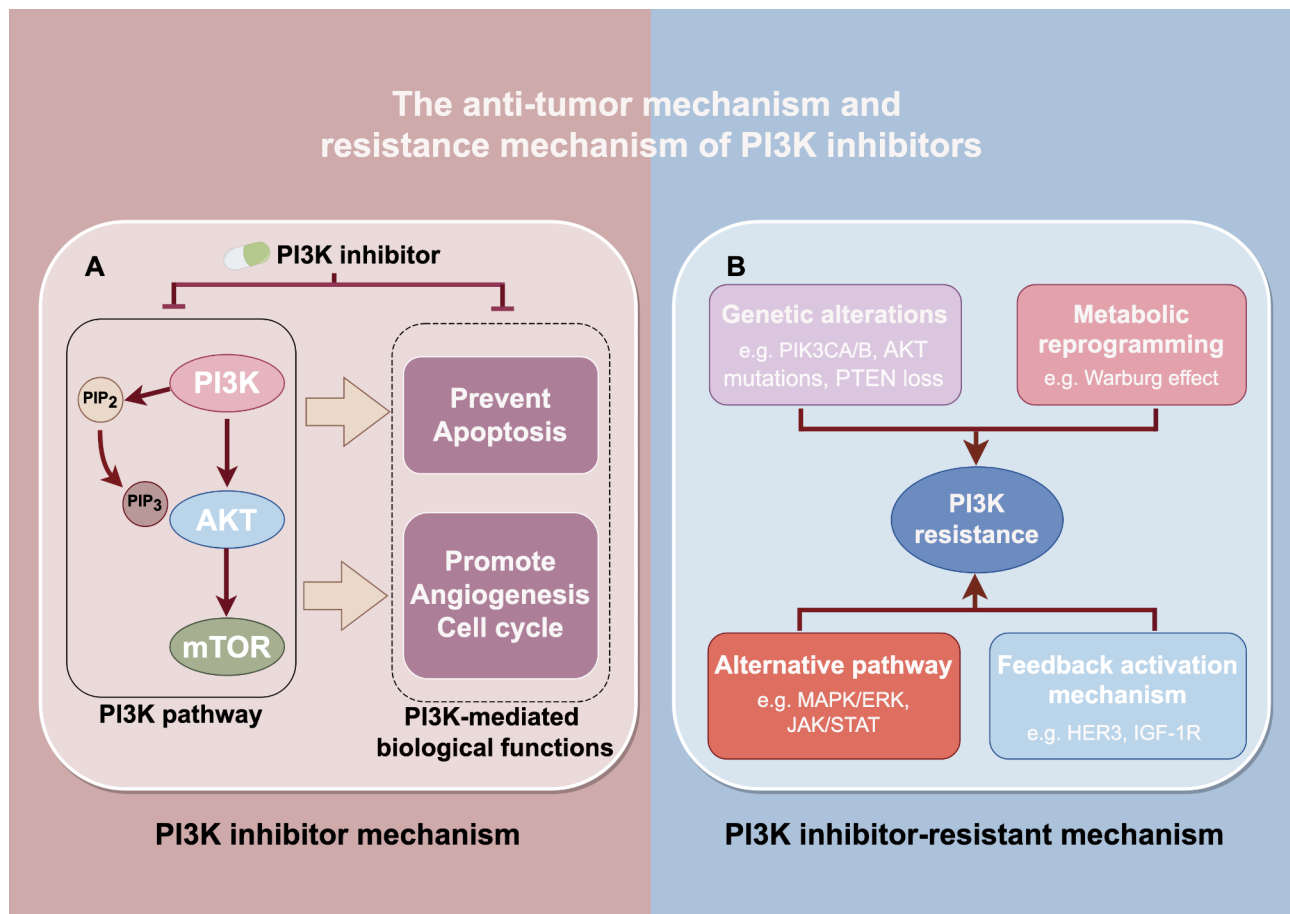 The anti-tumor mechanism and
resistance mechanism of PI3K inhibitors
A
PI3K inhibitor
PI3K
PIP2
PIP3
AKT
mTOR
PI3K pathway
Prevent
Apoptosis
Promote
Angiogenesis
Cell cycle
PI3K-mediated
biological functions
PI3K inhibitor mechanism
B
Genetic alterations
e.g. PIK3CA/B, AKT
mutations, PTEN loss
Metabolic
reprogramming
e.g. Warburg effect
PI3K
resistance
Alternative pathway
e.g. MAPK/ERK,
JAK/STAT
Feedback activation
mechanism
e.g. HER3, IGF-1R
PI3K inhibitor-resistant mechanism